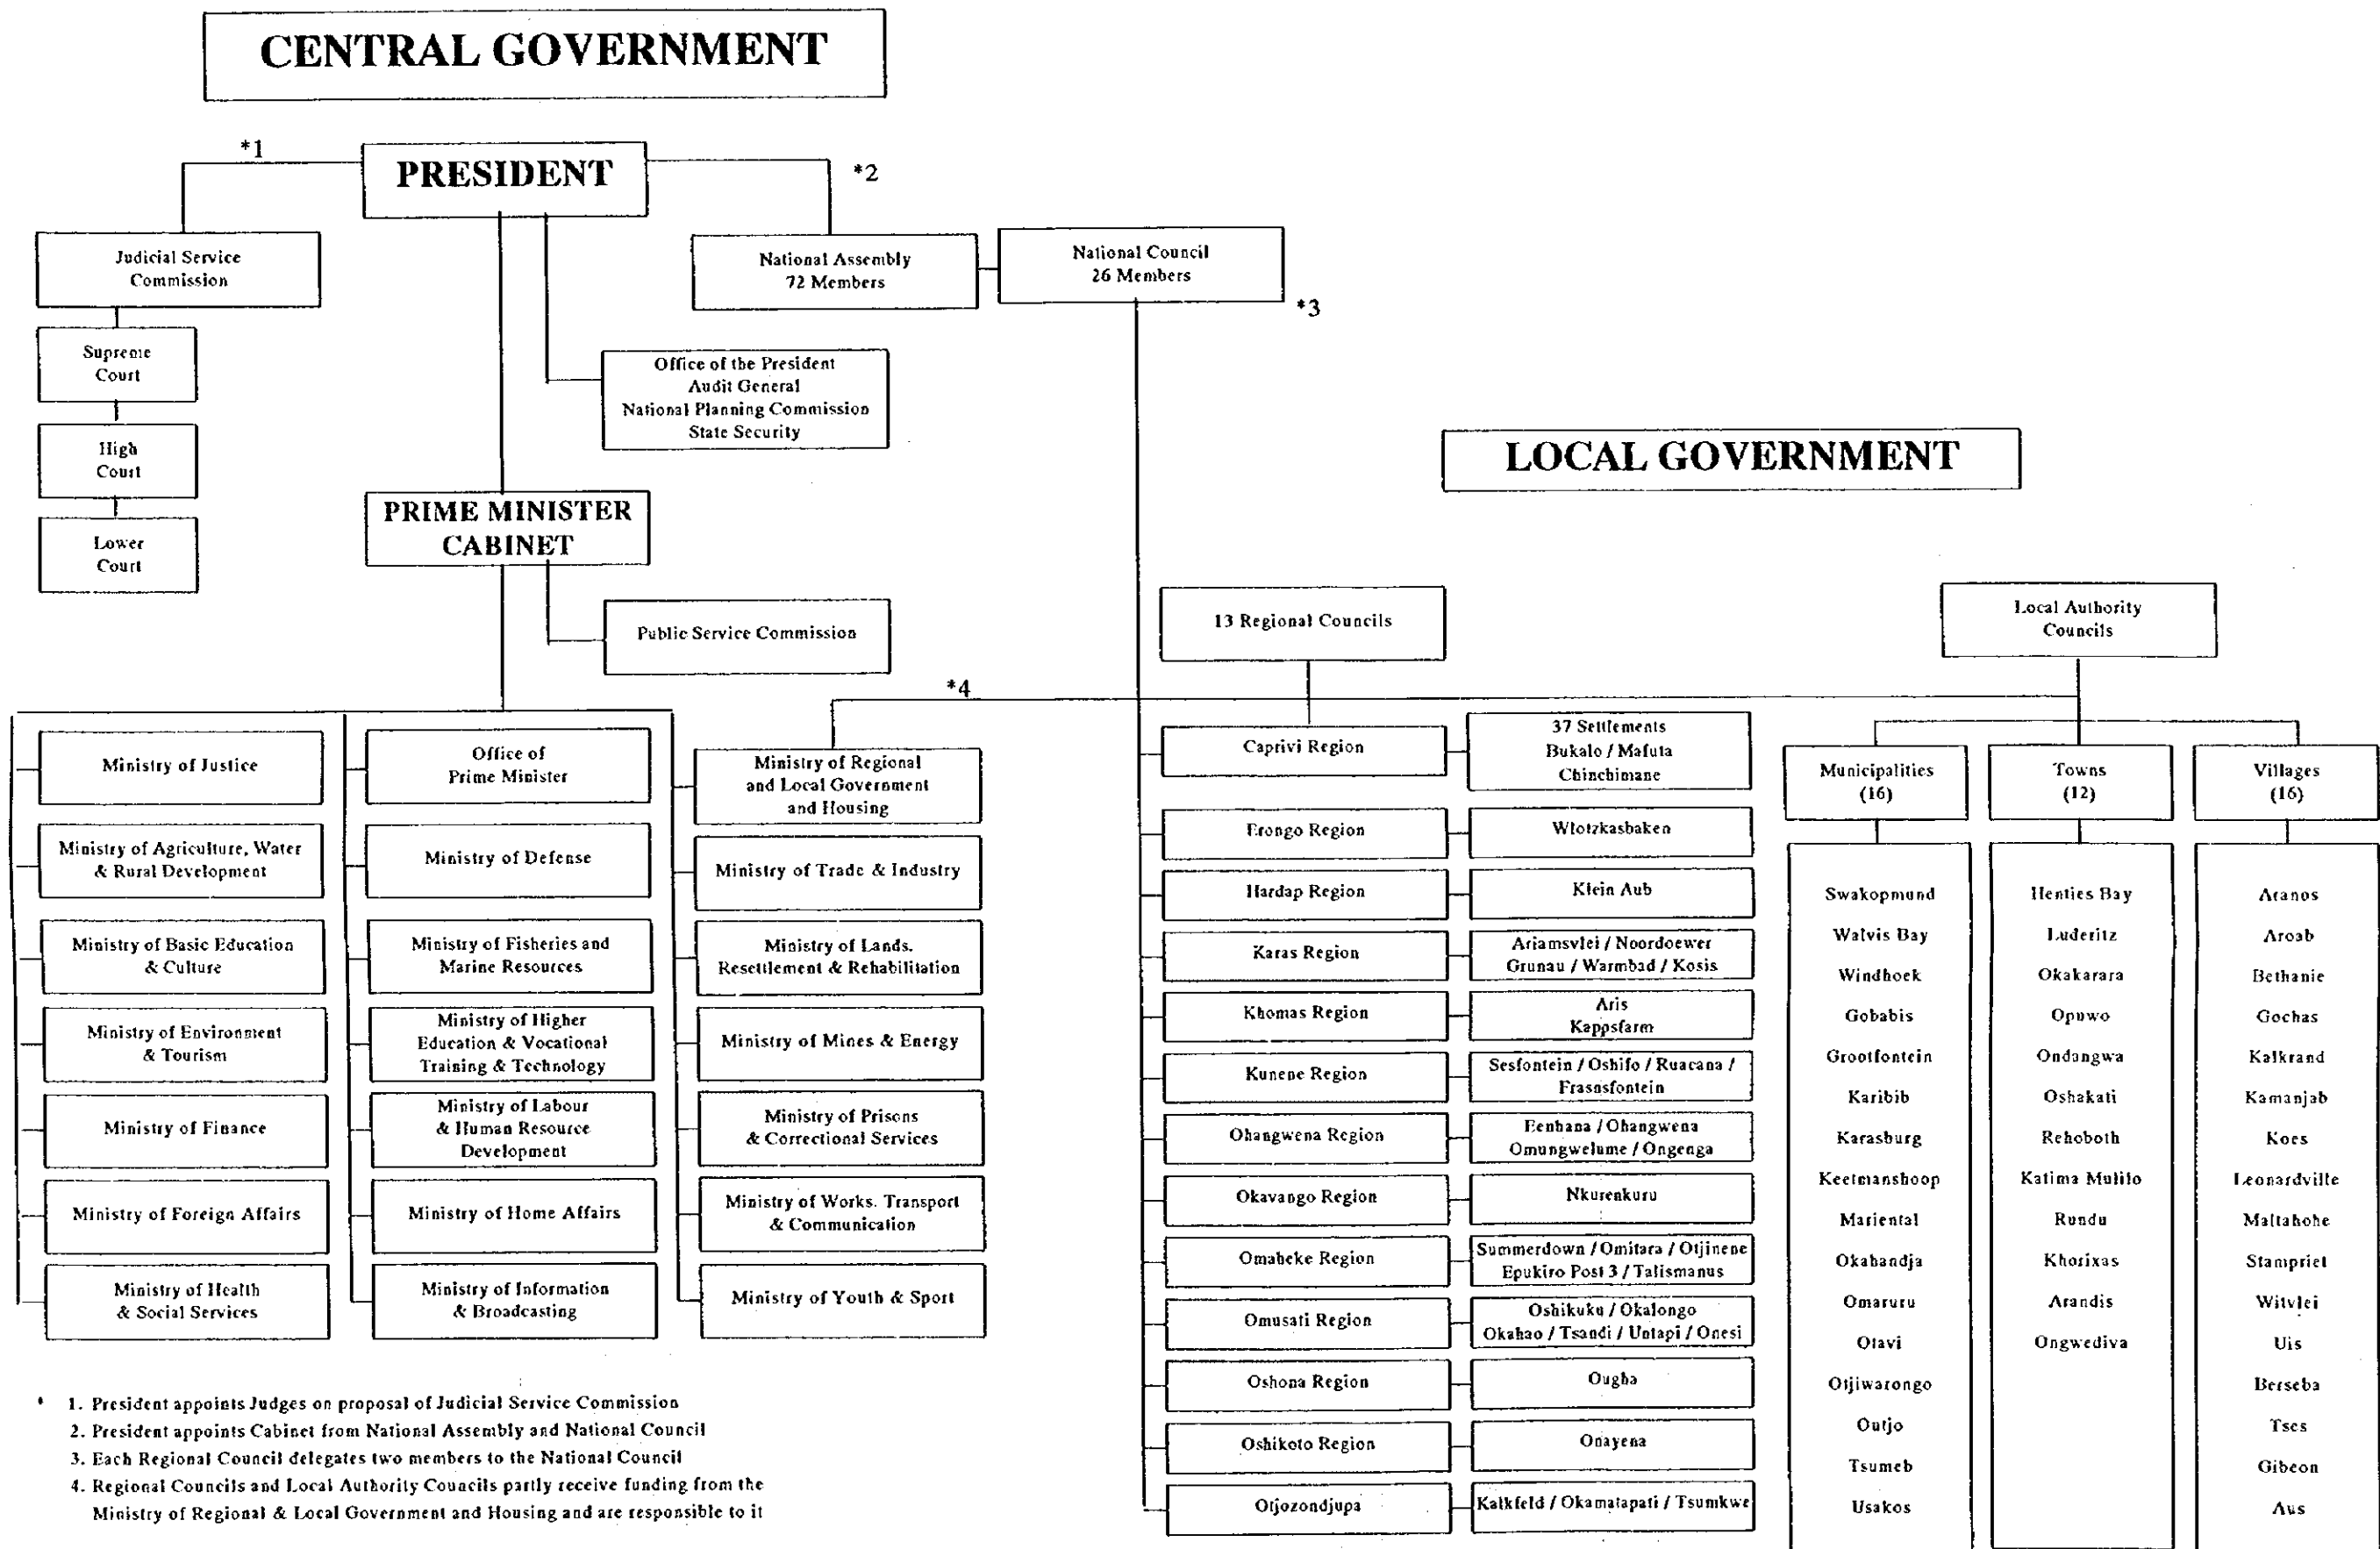 CENTRAL GOVERNMENT
*1
PRESIDENT
*2
Judicial Service
Commission
National Assembly
72 Members
National Council
26 Members
*3
Supreme
Court
High
Court
Lower
Court
Office of the President
Audit General
National Planning Commission
State Security
LOCAL GOVERNMENT
PRIME MINISTER
CABINET
Public Service Commission
13 Regional Councils
Local Authority
Councils
*4
Ministry of Justice
Ministry of Agriculture, Water
& Rural Development
Ministry of Basic Education
& Culture
Ministry of Environment
& Tourism
Ministry of Finance
Ministry of Foreign Affairs
Ministry of Health
& Social Services
Office of
Prime Minister
Ministry of Defense
Ministry of Fisheries and
Marine Resources
Ministry of Higher
Education & Vocational
Training & Technology
Ministry of Labour
& Human Resource
Development
Ministry of Home Affairs
Ministry of Information
& Broadcasting
Ministry of Regional
and Local Government
and Housing
Ministry of Trade & Industry
Ministry of Lands.
Resettlement & Rehabilitation
Ministry of Mines & Energy
Ministry of Prisons
& Correctional Services
Ministry of Works. Transport
& Communication
Ministry of Youth & Sport
Caprivi Region
37 Settlements
Bukalo / Mafuta
Chinchimane
Erongo Region
Wlotzkasbaken
Hardap Region
Klein Aub
Karas Region
Ariamsvlei / Noordoewer
Grunau / Warmbad / Kosis
Khomas Region
Aris
Kappsfarm
Kunene Region
Sesfontein / Oshifo / Ruacana /
Frasnsfontein
Ohangwena Region
Eenhana / Ohangwena
Omungwelume / Ongenga
Okavango Region
Nkurenkuru
Omaheke Region
Summerdown / Omitara / Otjinene
Epukiro Post 3 / Talismanus
Omusati Region
Oshikuku / Okalongo
Okahao / Tsandi / Untapi / Onesi
Oshona Region
Ougha
Oshikoto Region
Onayena
Otjozondjupa
Kalkfeld / Okamatapati / Tsumkwe
Municipalities
(16)
Swakopmund
Walvis Bay
Windhoek
Gobabis
Grootfontein
Karibib
Karasburg
Keetmanshoop
Mariental
Okahandja
Omaruru
Otavi
Otjiwarongo
Outjo
Tsumeb
Usakos
Towns
(12)
Henties Bay
Luderitz
Okakarara
Opuwo
Ondangwa
Oshakati
Rehoboth
Katima Mulilo
Rundu
Khorixas
Arandis
Ongwediva
Villages
(16)
Aranos
Aroab
Bethanie
Gochas
Kalkrand
Kamanjab
Koes
Leonardville
Maltahohe
Stampriet
Witvlei
Uis
Berseba
Tses
Gibeon
Aus
* 1. President appoints Judges on proposal of Judicial Service Commission
2. President appoints Cabinet from National Assembly and National Council
3. Each Regional Council delegates two members to the National Council
4. Regional Councils and Local Authority Councils partly receive funding from the
Ministry of Regional & Local Government and Housing and are responsible to it